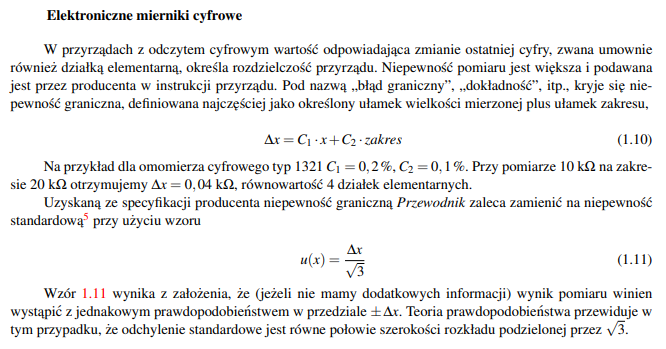 Elektroniczne mierniki cyfrowe
W przyrządach z odczytem cyfrowym wartość odpowiadająca zmianie ostatniej cyfry, zwana umownie
również działką elementarną, określa rozdzielczość przyrządu. Niepewność pomiaru jest większa i podawana
jest przez producenta w instrukcji przyrządu. Pod nazwą „błąd graniczny”, „dokładność”, itp., kryje się nie-
pewność graniczna, definiowana najczęściej jako określony ułamek wielkości mierzonej plus ułamek zakresu,
Δx = C₁ · x + C₂ · zakres (1.10)
Na przykład dla omomierza cyfrowego typ 1321 C₁ = 0,2 %, C₂ = 0,1 %. Przy pomiarze 10 kΩ na zakre-
sie 20 kΩ otrzymujemy Δx = 0,04 kΩ, równowartość 4 działek elementarnych.
Uzyskaną ze specyfikacji producenta niepewność graniczną Przewodnik zaleca zamienić na niepewność
standardową⁵ przy użyciu wzoru
u(x) = Δx/√3 (1.11)
Wzór 1.11 wynika z założenia, że (jeżeli nie mamy dodatkowych informacji) wynik pomiaru winien
wystąpić z jednakowym prawdopodobieństwem w przedziale ±Δx. Teoria prawdopodobieństwa przewiduje w
tym przypadku, że odchylenie standardowe jest równe połowie szerokości rozkładu podzielonej przez √3.